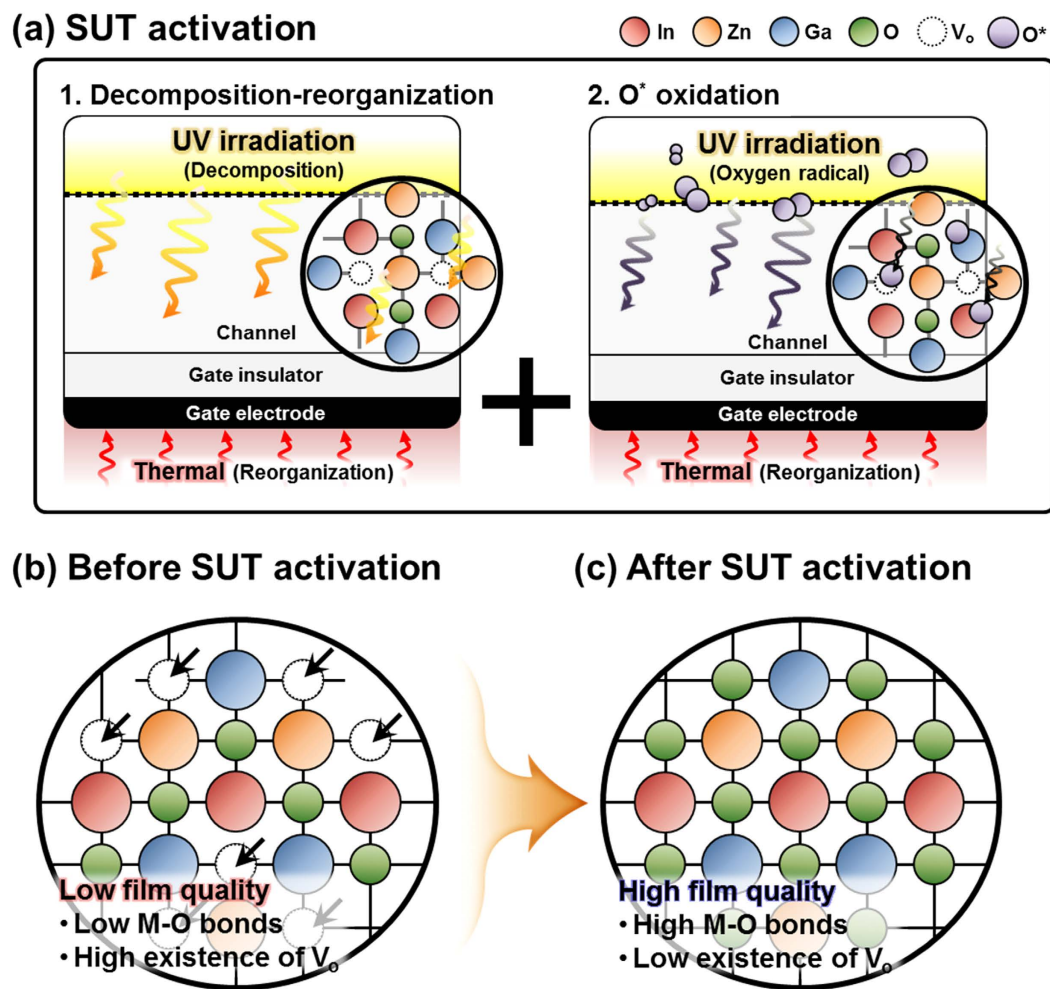 (a) SUT activation
In Zn Ga O Vo O*
1. Decomposition-reorganization
UV irradiation
(Decomposition)
Channel
Gate insulator
Gate electrode
Thermal (Reorganization)
2. O* oxidation
UV irradiation
(Oxygen radical)
Channel
Gate insulator
Gate electrode
Thermal (Reorganization)
(b) Before SUT activation
Low film quality
• Low M-O bonds
• High existence of Vo
(c) After SUT activation
High film quality
• High M-O bonds
• Low existence of Vo